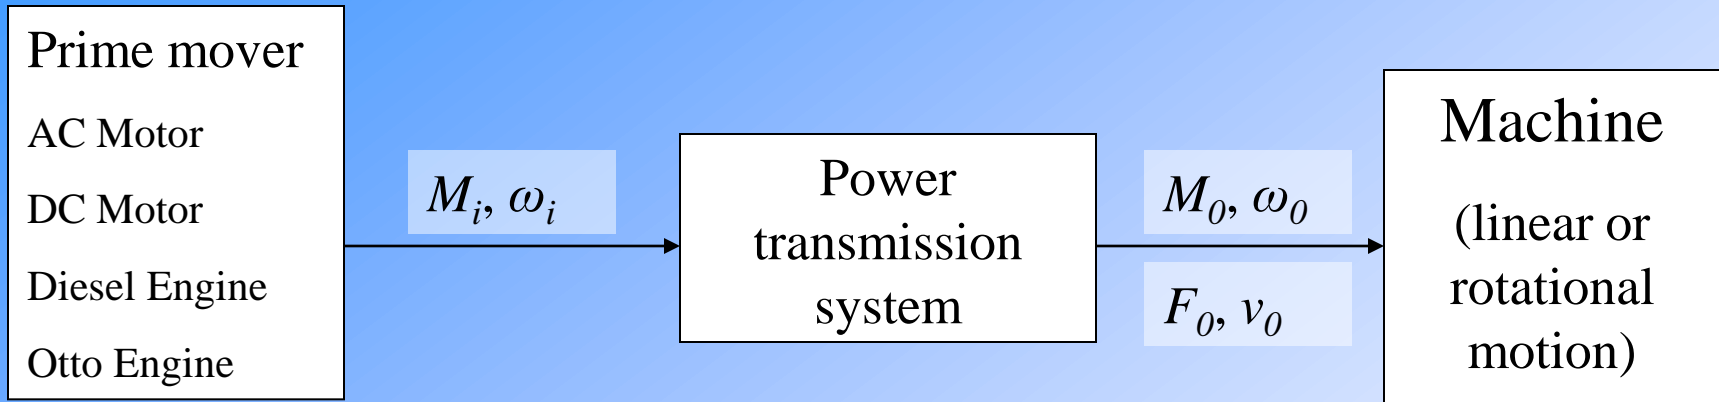 Prime mover
AC Motor
DC Motor
Diesel Engine
Otto Engine
Mᵢ, ωᵢ
Power
transmission
system
M₀, ω₀
F₀, v₀
Machine
(linear or
rotational
motion)